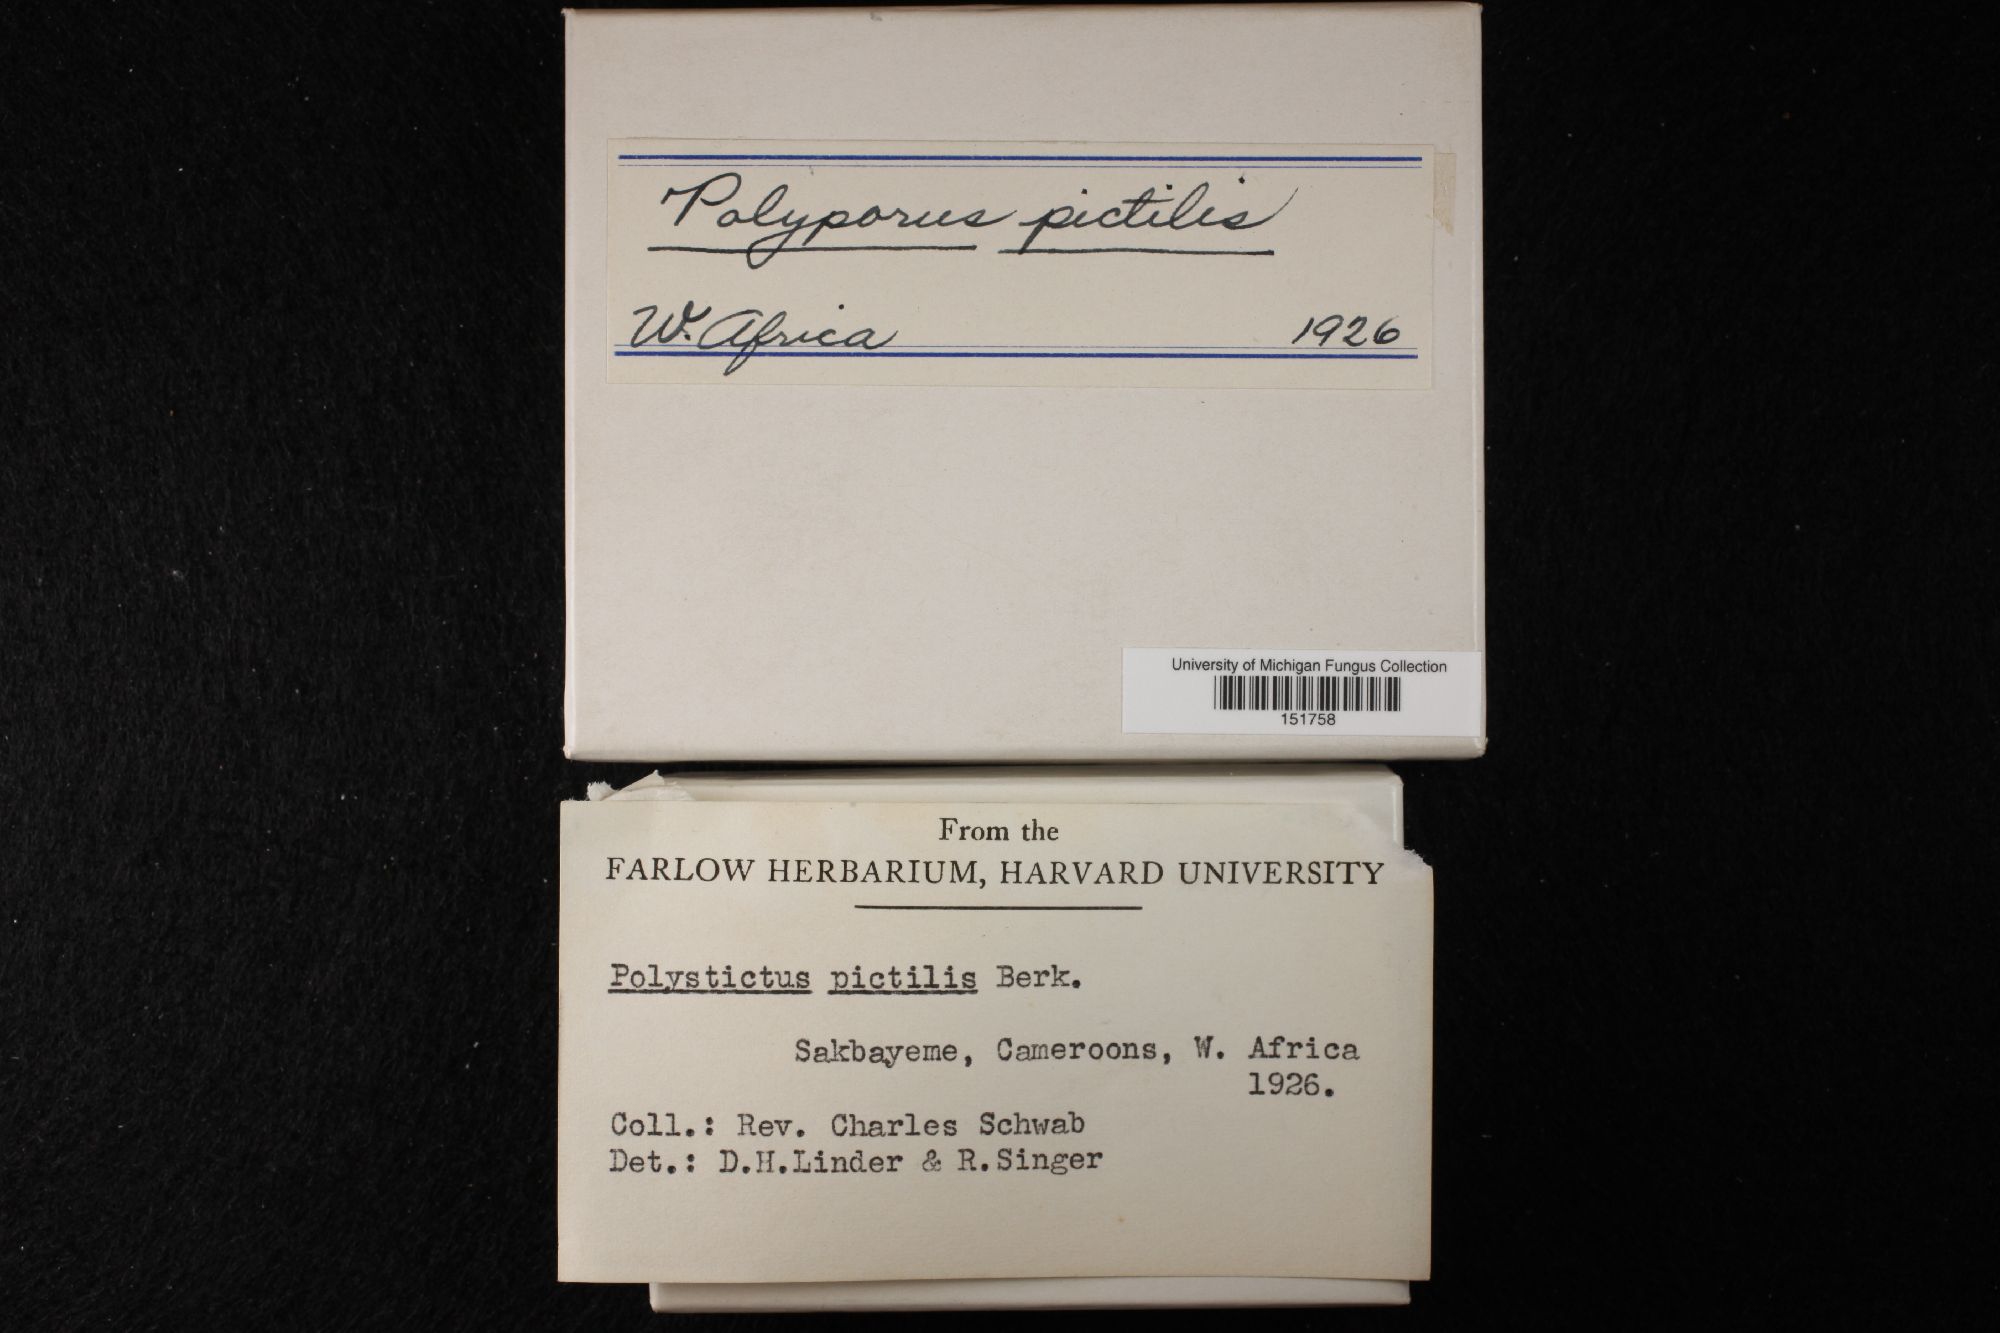 Polyporus pictilis
W. Africa 1926
University of Michigan Fungus Collection
151758
From the
FARLOW HERBARIUM, HARVARD UNIVERSITY
Polystictus pictilis Berk.
Sakbayeme, Cameroons, W. Africa
1926.
Coll.: Rev. Charles Schwab
Det.: D.H.Linder & R.Singer